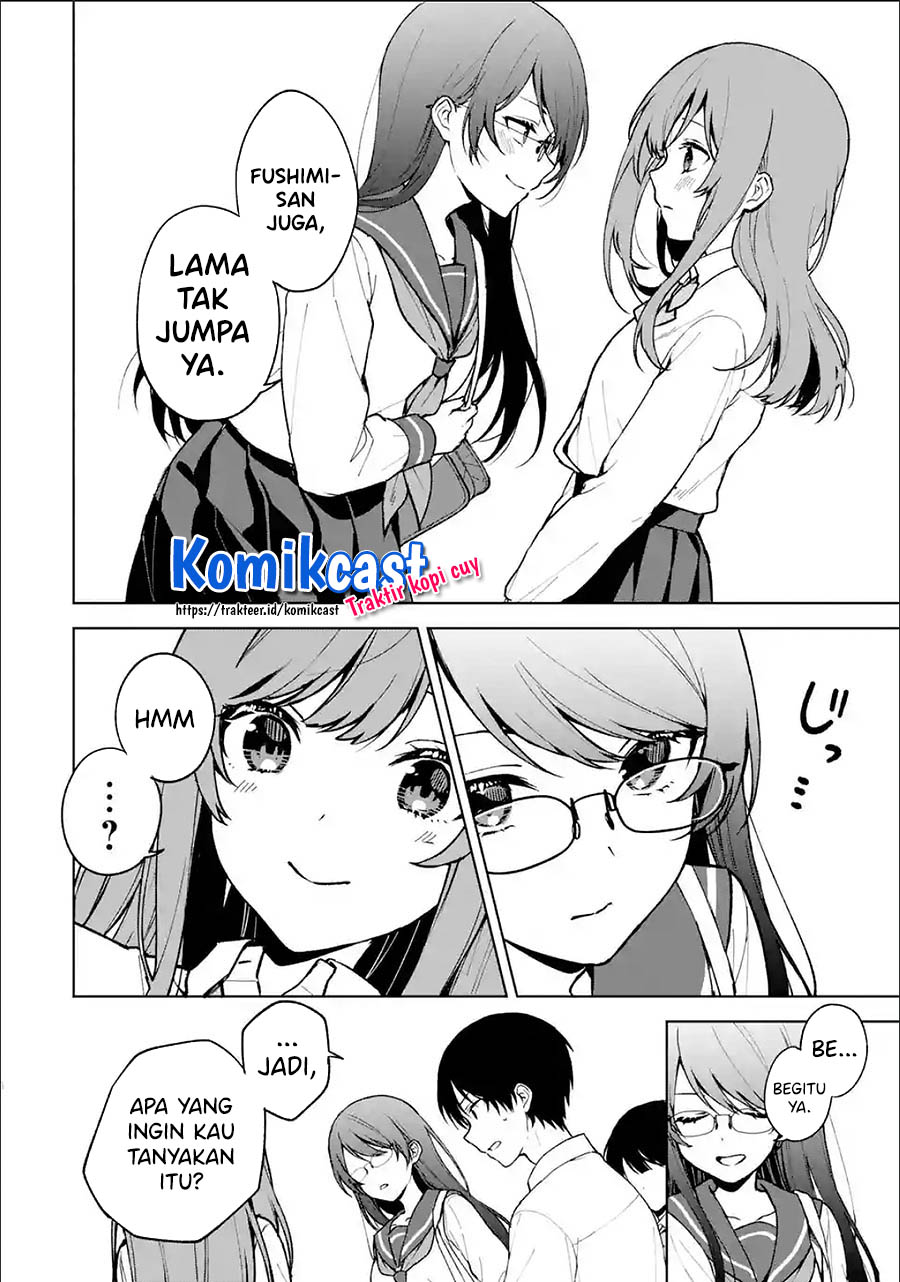 FUSHIMI-
SAN
JUGA,
LAMA
TAK
JUMPA
YA.
Komikcast
Traktir kopi cuy
https://trakteer.id/komikcast
じっ
HMM
...
?
BE...
BEGITU
YA.
...
JADI,
APA YANG
INGIN KAU
TANYAKAN
ITU?